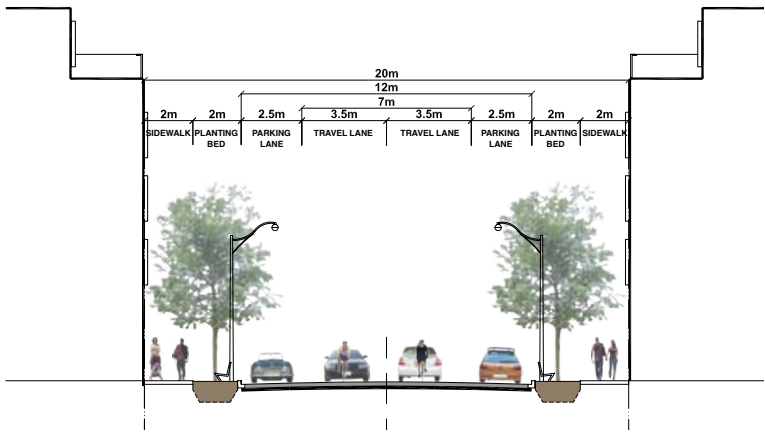 20m
12m
7m
2m 2m 2.5m 3.5m 3.5m 2.5m 2m 2m
SIDEWALK PLANTING PARKING TRAVEL LANE TRAVEL LANE PARKING PLANTING SIDEWALK
BED LANE LANE BED